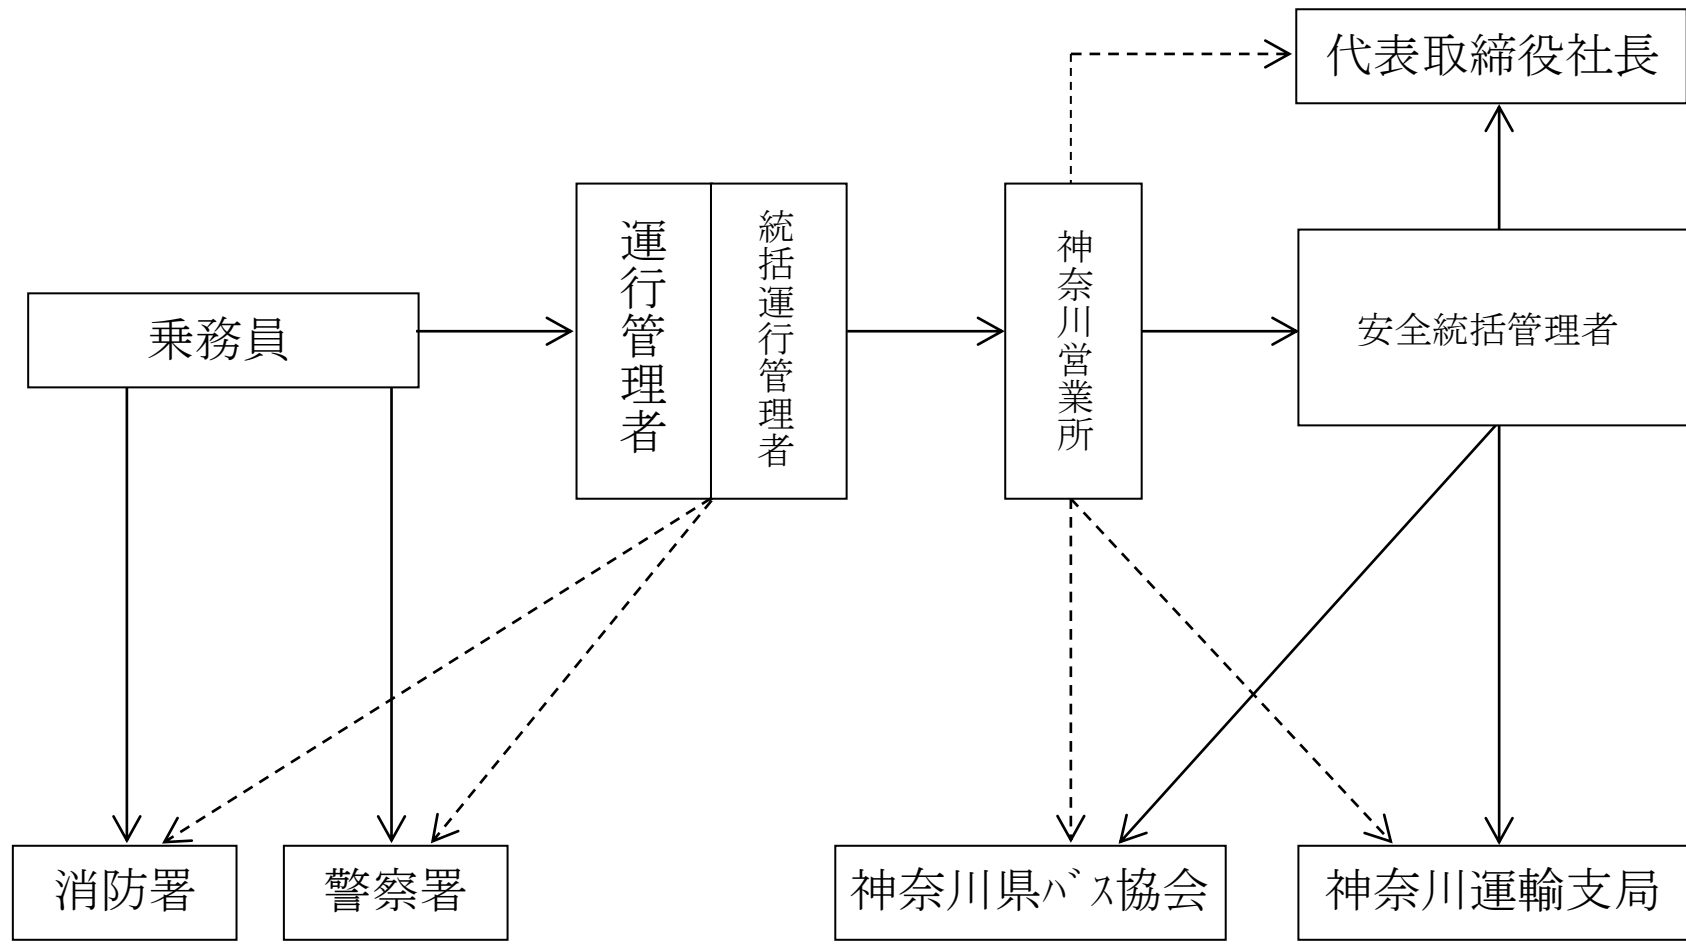 代表取締役社長
乗務員
運行管理者
統括運行管理者
神奈川営業所
安全統括管理者
消防署
警察署
神奈川県ﾊﾞｽ協会
神奈川運輸支局